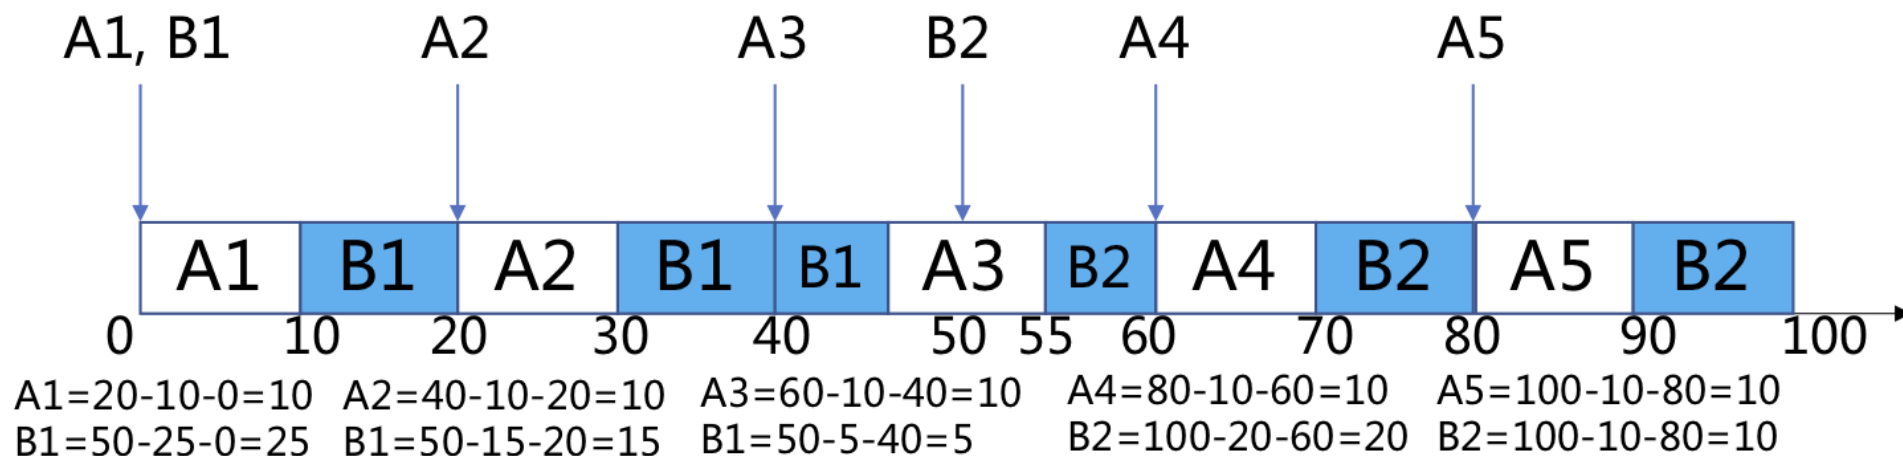 A1, B1 A2 A3 B2 A4 A5
A1 B1 A2 B1 B1 A3 B2 A4 B2 A5 B2
0 10 20 30 40 50 55 60 70 80 90 100
A1=20-10-0=10 A2=40-10-20=10 A3=60-10-40=10 A4=80-10-60=10 A5=100-10-80=10
B1=50-25-0=25 B1=50-15-20=15 B1=50-5-40=5 B2=100-20-60=20 B2=100-10-80=10